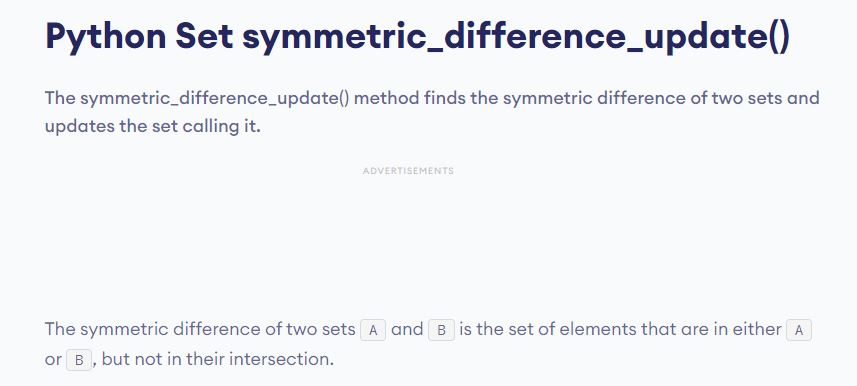 Python Set symmetric_difference_update()
The symmetric_difference_update() method finds the symmetric difference of two sets and
updates the set calling it.
ADVERTISEMENTS
The symmetric difference of two sets A and B is the set of elements that are in either A
or B, but not in their intersection.